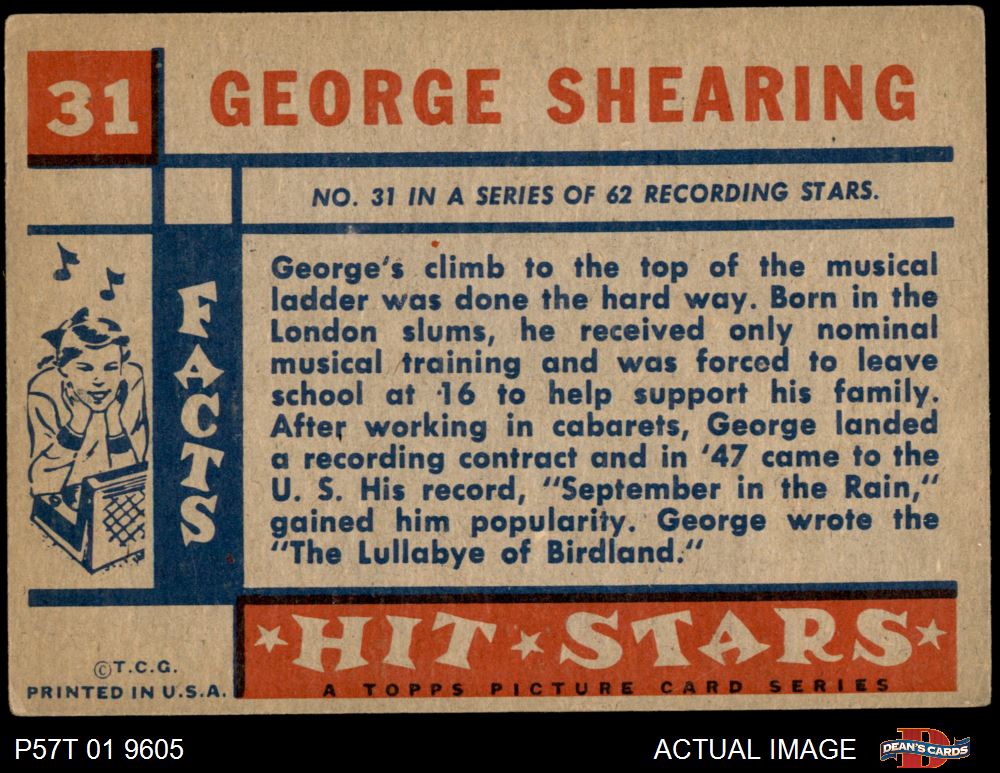 31
GEORGE SHEARING
NO. 31 IN A SERIES OF 62 RECORDING STARS.
FACTS
George's climb to the top of the musical
ladder was done the hard way. Born in the
London slums, he received only nominal
musical training and was forced to leave
school at 16 to help support his family.
After working in cabarets, George landed
a recording contract and in '47 came to the
U. S. His record, "September in the Rain,"
gained him popularity. George wrote the
"The Lullabye of Birdland."
HIT STARS
A TOPPS PICTURE CARD SERIES
©T.C.G.
PRINTED IN U.S.A.
P57T 01 9605
ACTUAL IMAGE
DEAN'S CARDS